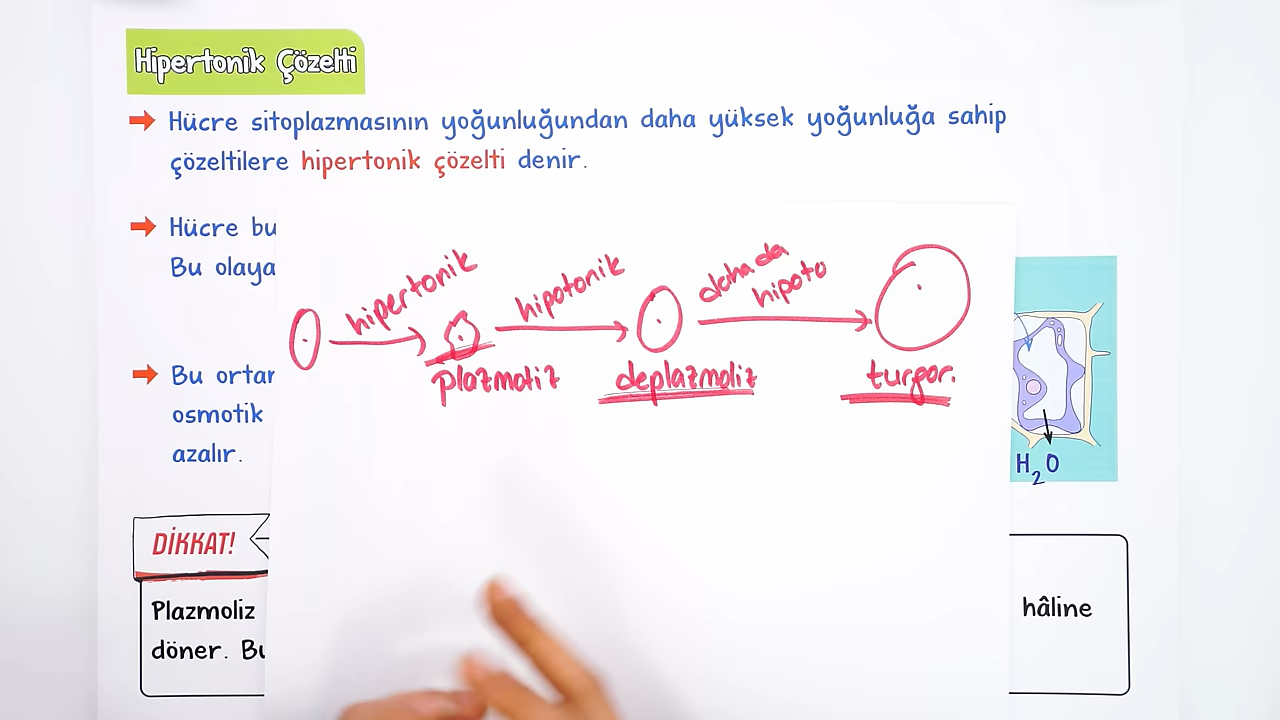 Hipertonik Çözelti
Hücre sitoplazmasının yoğunluğundan daha yüksek yoğunluğa sahip
çözeltilere hipertonik çözelti denir.
Hücre bu
Bu olaya
hipertonik
hipotonik
daha da
hipoto
plazmoliz
deplazmoliz
turgor.
Bu ortar
osmotik
azalır.
H2O
DİKKAT!
Plazmoliz
hâline
döner. Bu